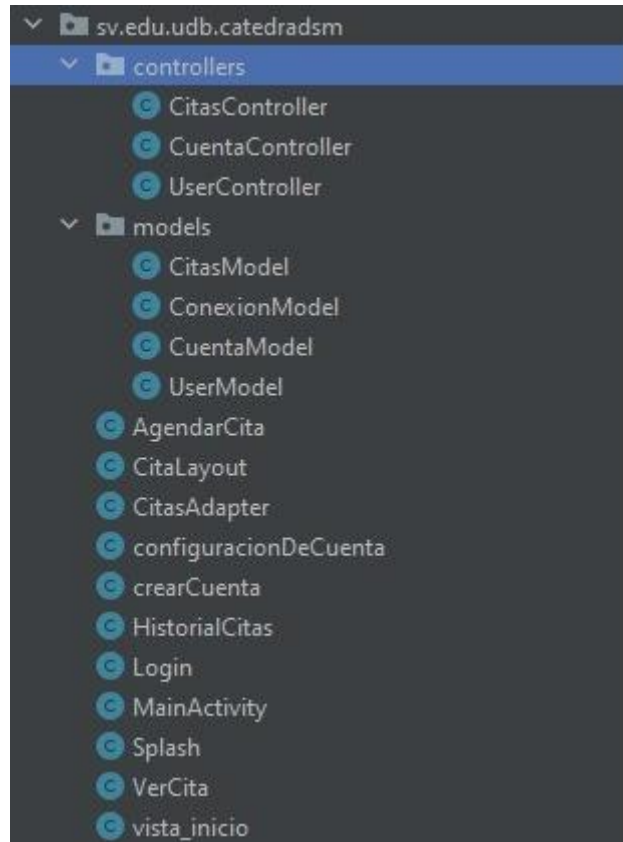 sv.edu.udb.catedradsm
controllers
C CitasController
C CuentaController
C UserController
models
C CitasModel
C ConexionModel
C CuentaModel
C UserModel
C AgendarCita
C CitaLayout
C CitasAdapter
C configuracionDeCuenta
C crearCuenta
C HistorialCitas
C Login
C MainActivity
C Splash
C VerCita
C vista_inicio